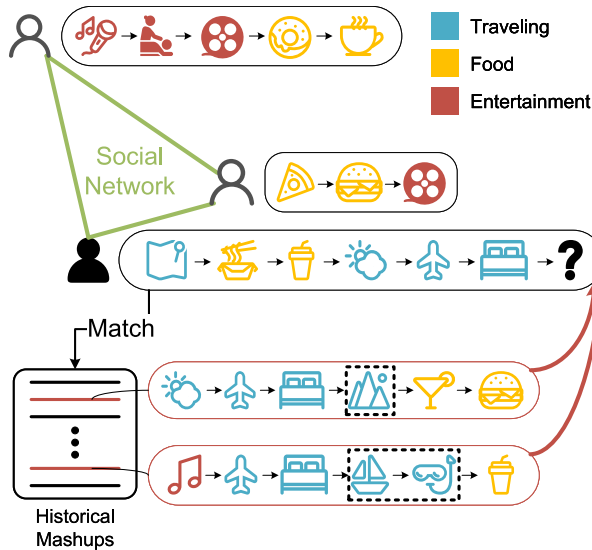 Traveling
Food
Entertainment
Social
Network
?
Match
Historical
Mashups